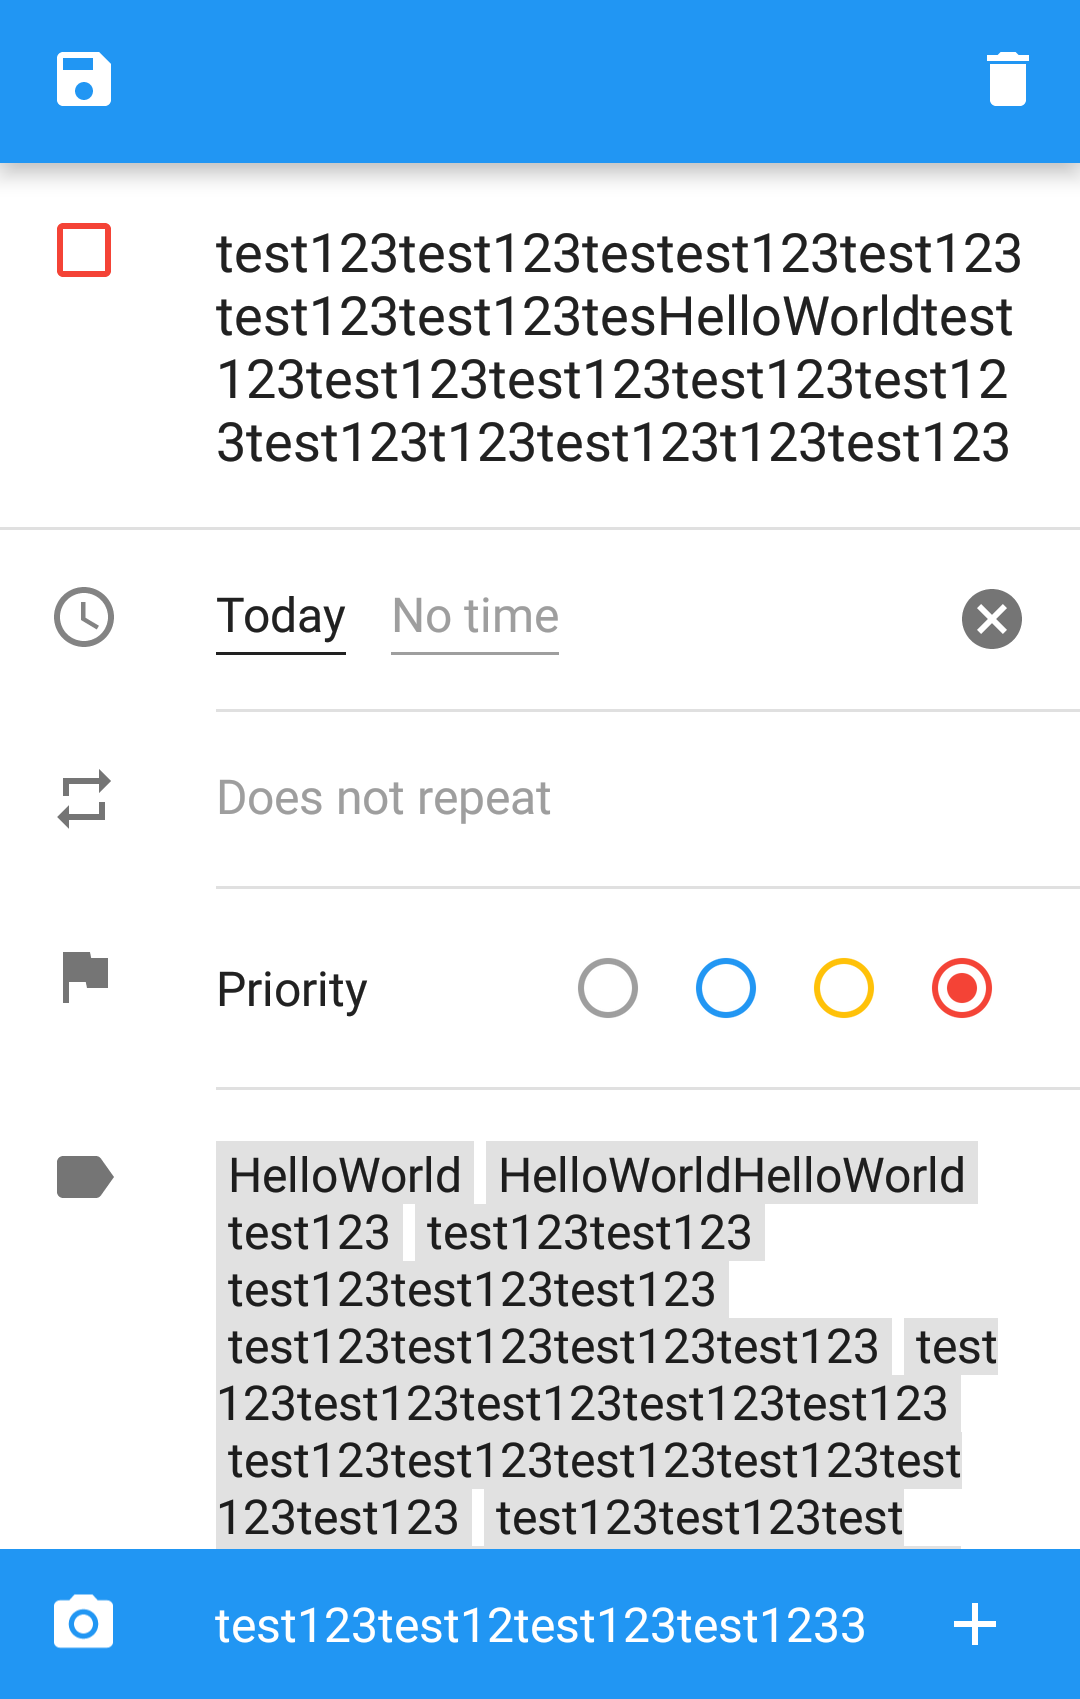 test123test123testest123test123
test123test123tesHelloWorldtest
123test123test123test123test12
3test123t123test123t123test123
Today No time
Does not repeat
Priority
HelloWorld HelloWorldHelloWorld
test123 test123test123
test123test123test123
test123test123test123test123 test
123test123test123test123test123
test123test123test123test123test
123test123 test123test123test
test123test12test123test1233